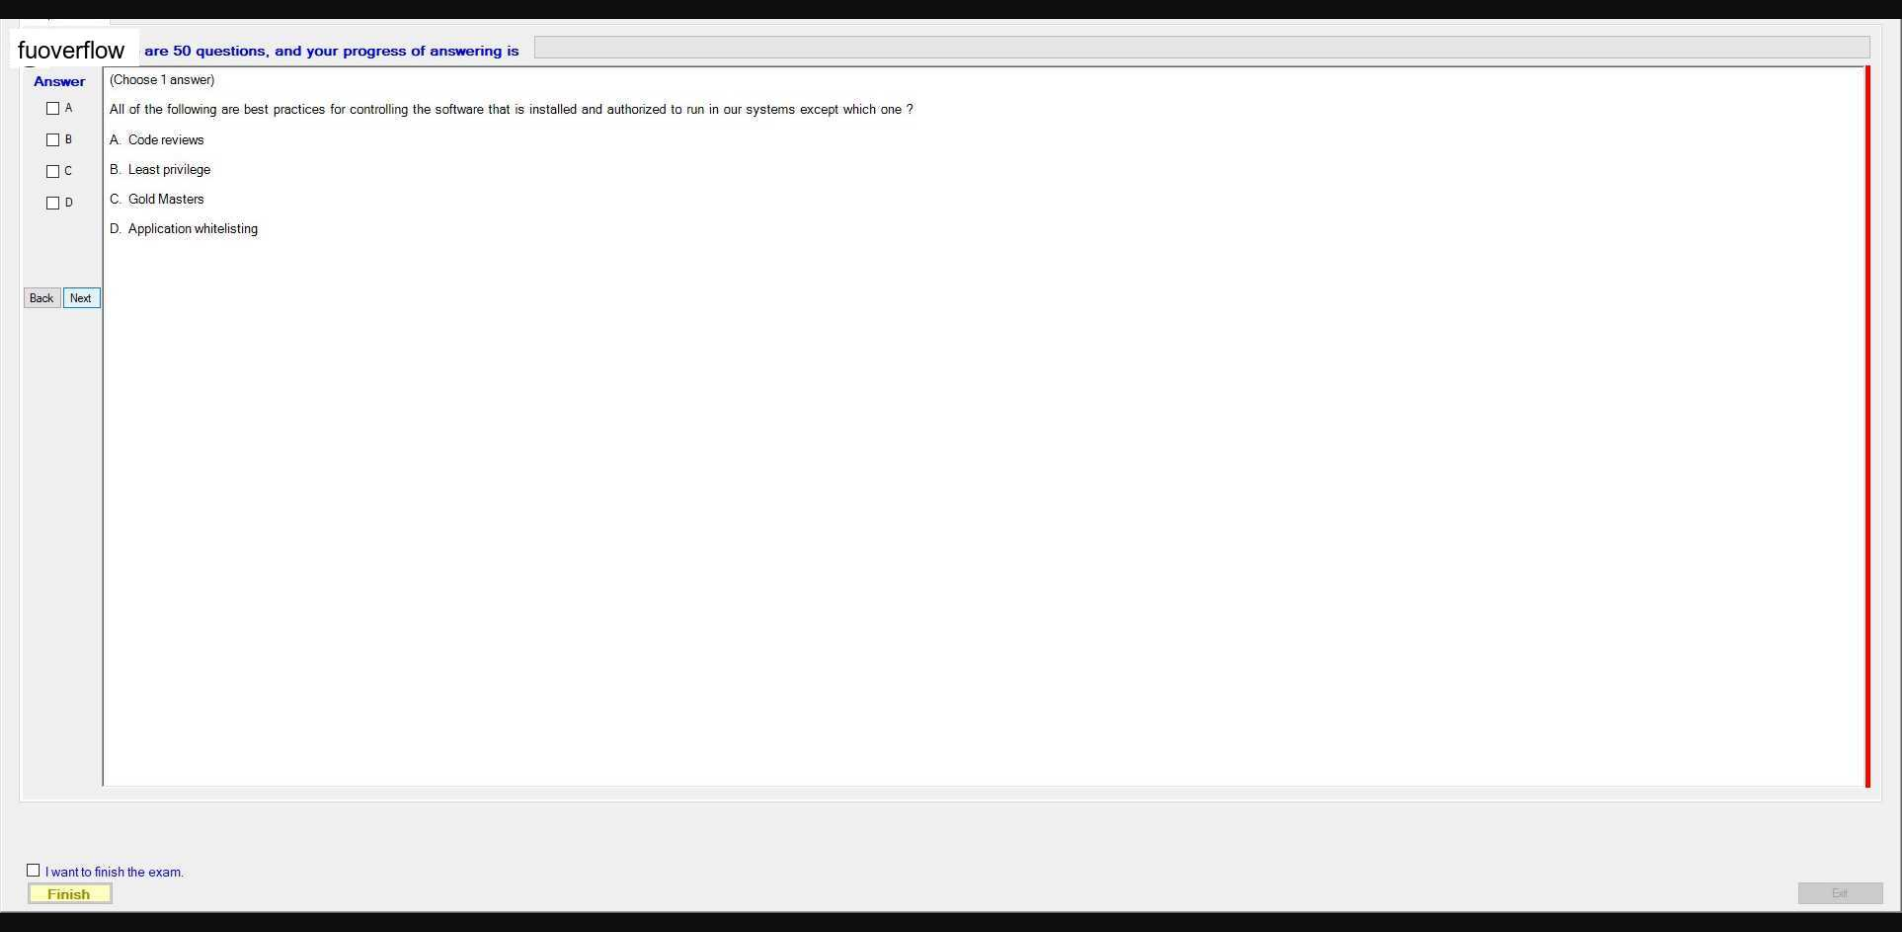 fuoverflow are 50 questions, and your progress of answering is
Answer
(Choose 1 answer)
A
All of the following are best practices for controlling the software that is installed and authorized to run in our systems except which one ?
B
A. Code reviews
C
B. Least privilege
D
C. Gold Masters
D. Application whitelisting
Back Next
I want to finish the exam.
Finish
Exit